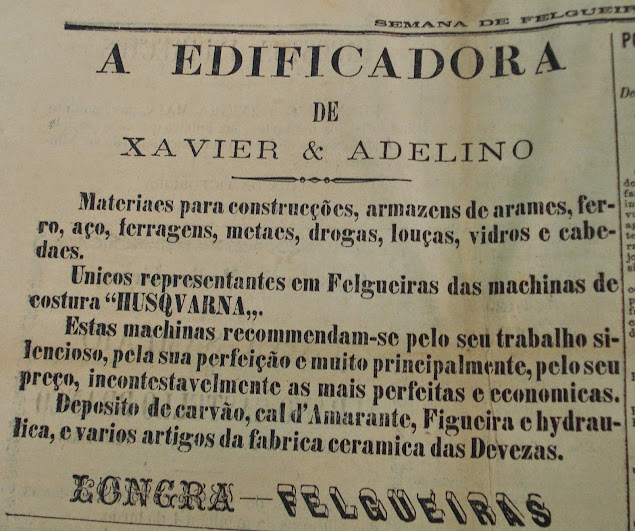 SEMANA DE FELGUEIR
A EDIFICADORA
DE
XAVIER & ADELINO
Materiaes para construcções, armazens de arames, fer-
ro, aço, ferragens, metaes, drogas, louças, vidros e cabe-
daes.
Unicos representantes em Felgueiras das machinas de
costura “HUSQVARNA„.
Estas machinas recommendam-se pelo seu trabalho si-
lencioso, pela sua perfeição e muito principalmente, pelo seu
preço, incontestavelmente as mais perfeitas e economicas.
Deposito de carvão, cal d'Amarante, Figueira e hydrau-
lica, e varios artigos da fabrica ceramica das Devezas.
LONGRA—FELGUEIRAS